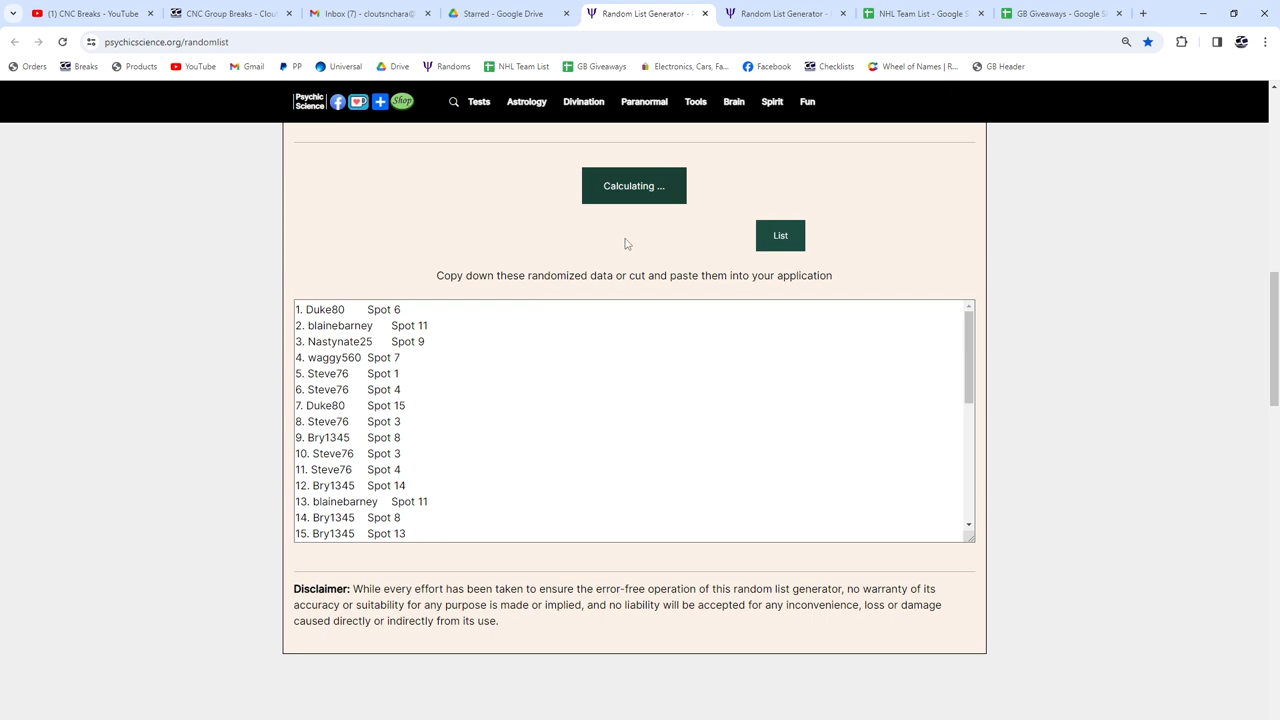 (1) CNC Breaks - YouTube
CNC Group Breaks - Clou
Inbox (7) - cloutsnchara@
Starred - Google Drive
Random List Generator -
Random List Generator -
NHL Team List - Google S
GB Giveaways - Google S
psychicscience.org/randomlist
Orders
Breaks
Products
YouTube
Gmail
PP
Universal
Drive
Randoms
NHL Team List
GB Giveaways
Electronics, Cars, Fa...
Facebook
Checklists
Wheel of Names | R...
GB Header
Psychic
Science
Shop
Tests
Astrology
Divination
Paranormal
Tools
Brain
Spirit
Fun
Calculating ...
List
Copy down these randomized data or cut and paste them into your application
1. Duke80 Spot 6
2. blainebarney Spot 11
3. Nastynate25 Spot 9
4. waggy560 Spot 7
5. Steve76 Spot 1
6. Steve76 Spot 4
7. Duke80 Spot 15
8. Steve76 Spot 3
9. Bry1345 Spot 8
10. Steve76 Spot 3
11. Steve76 Spot 4
12. Bry1345 Spot 14
13. blainebarney Spot 11
14. Bry1345 Spot 8
15. Bry1345 Spot 13
Disclaimer: While every effort has been taken to ensure the error-free operation of this random list generator, no warranty of its
accuracy or suitability for any purpose is made or implied, and no liability will be accepted for any inconvenience, loss or damage
caused directly or indirectly from its use.